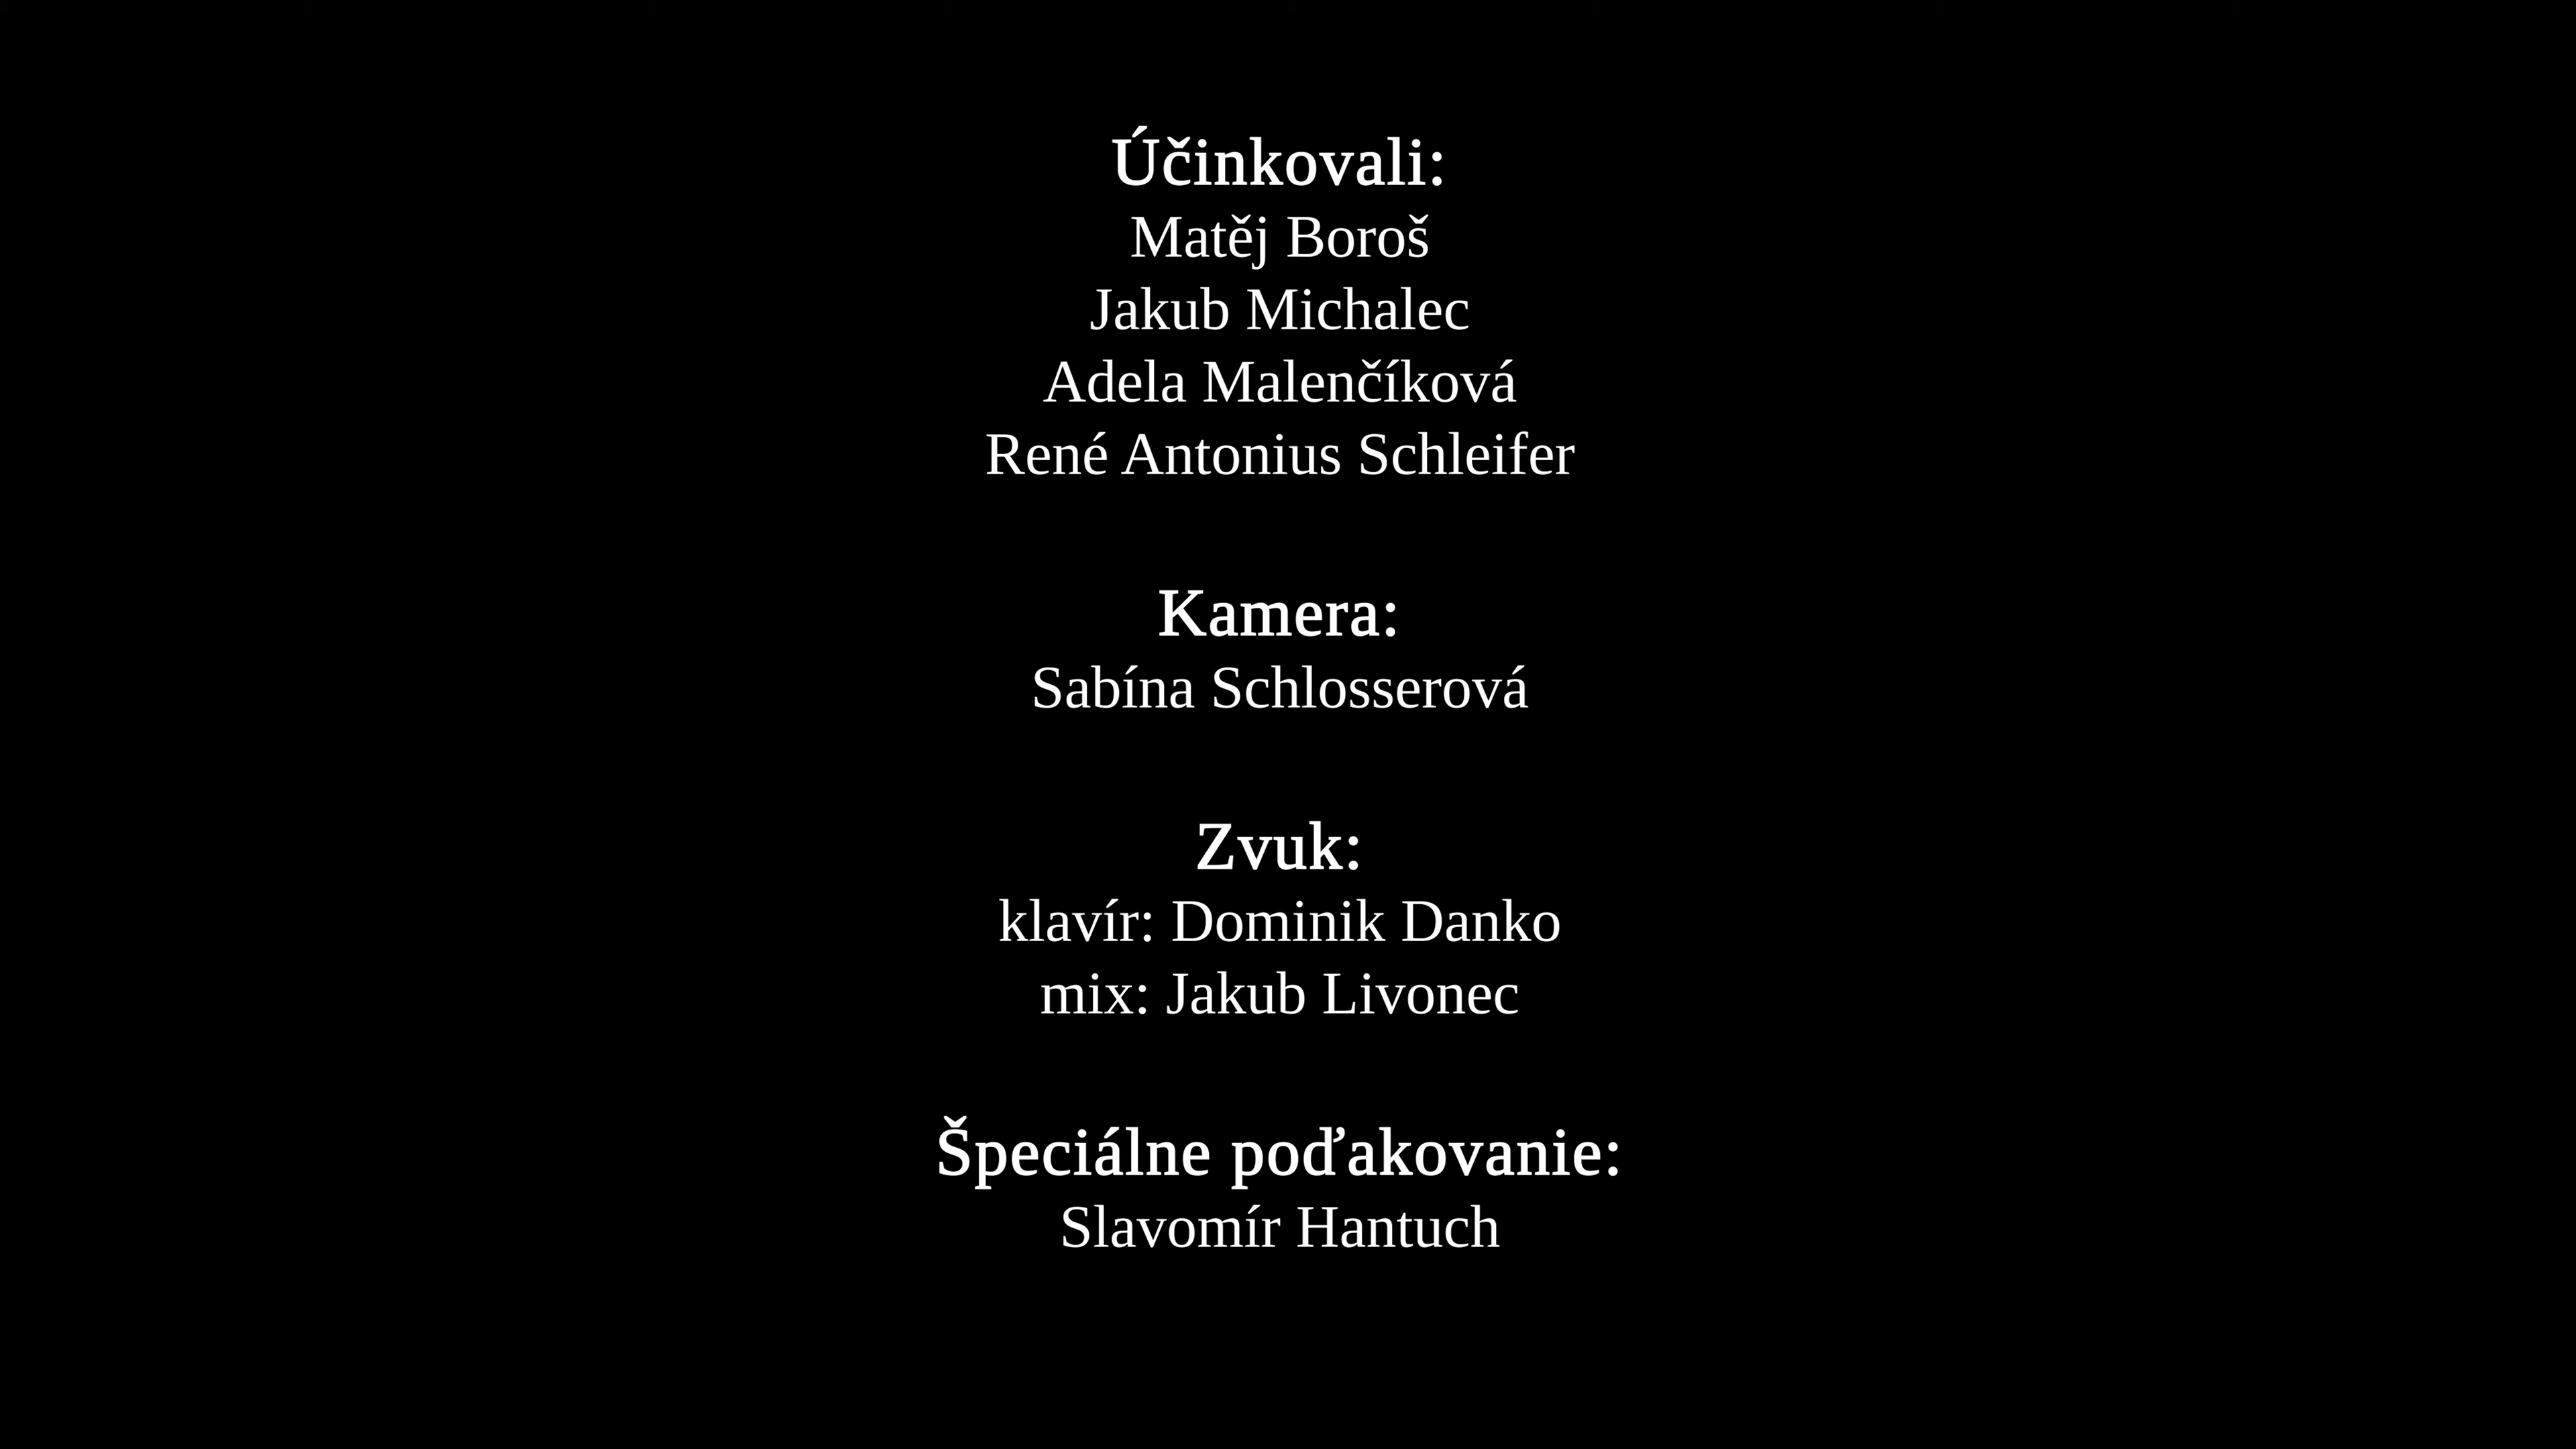 Účinkovali:
Matěj Boroš
Jakub Michalec
Adela Malenčíková
René Antonius Schleifer
Kamera:
Sabína Schlosserová
Zvuk:
klavír: Dominik Danko
mix: Jakub Livonec
Špeciálne poďakovanie:
Slavomír Hantuch